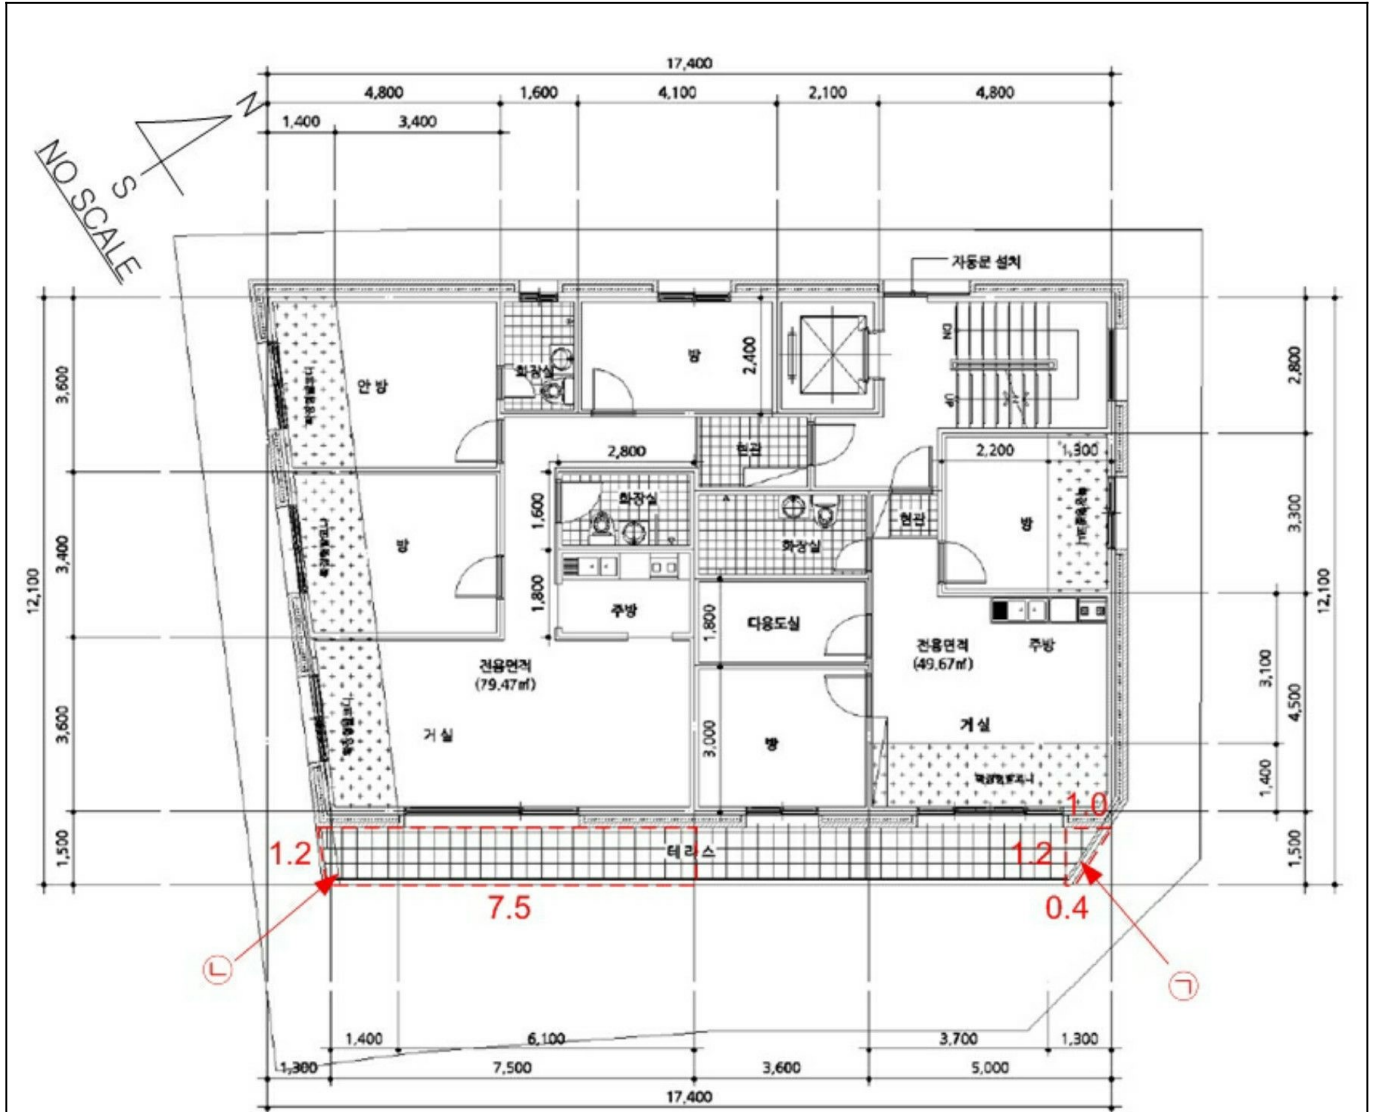 17,400
4,800 1,600 4,100 2,100 4,800
1,400 3,400
N
S
NO SCALE
자동문 설치
3,600
안 방
화장실
방
2,400
DN
UP
2,800
현관
2,800
2,200 1,300
12,100
3,400
방
1,600
화장실
화장실
현관
방
3,300
12,100
1,800
주방
1,800
다용도실
전용면적
(49.67㎡)
주방
전용면적
(79.47㎡)
3,100
4,500
3,600
거 실
3,000
방
거 실
1,400
1.0
1,500
1.2
테 라 스
1.2
1,500
7.5
0.4
㉡
㉠
1,400 6,100 3,700 1,300
1,300 7,500 3,600 5,000
17,400